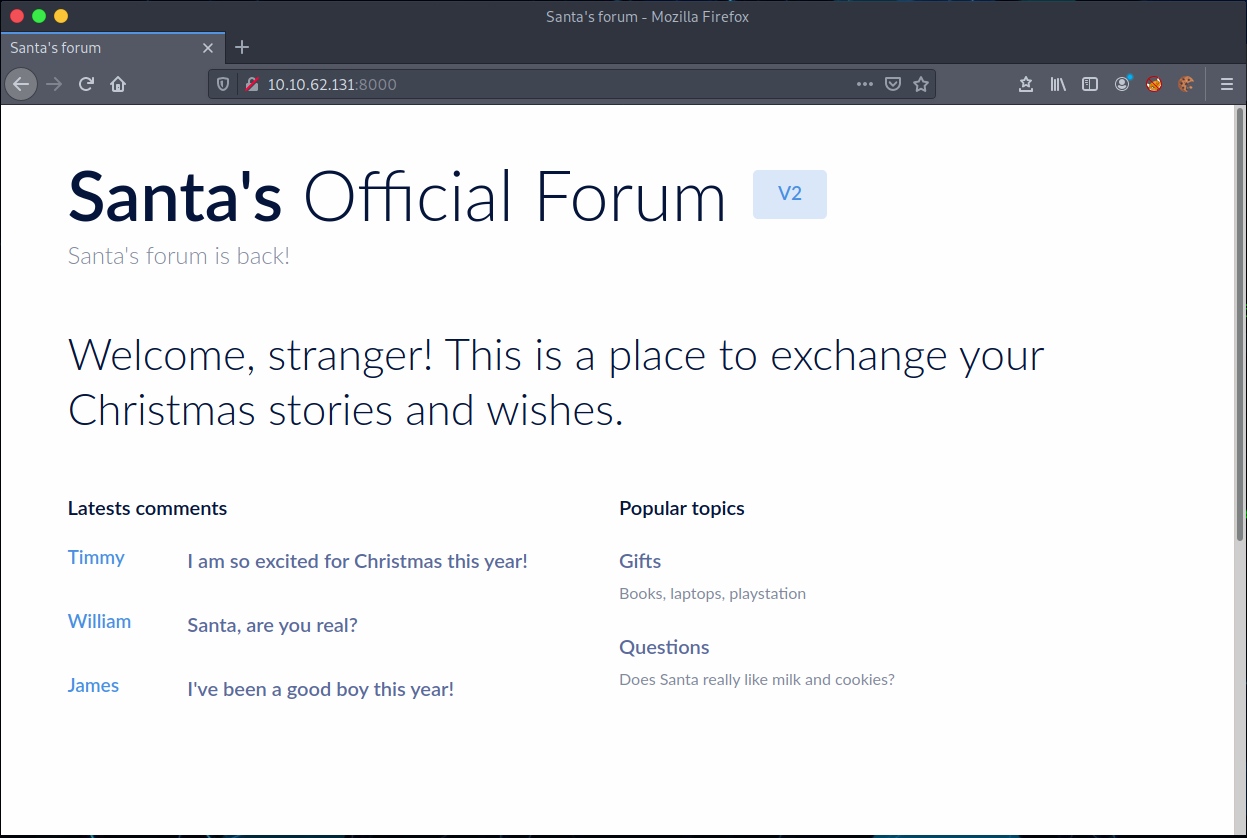 Santa's forum - Mozilla Firefox
Santa's forum
10.10.62.131:8000
Santa's Official Forum V2
Santa's forum is back!
Welcome, stranger! This is a place to exchange your
Christmas stories and wishes.
Latests comments
Timmy I am so excited for Christmas this year!
William Santa, are you real?
James I've been a good boy this year!
Popular topics
Gifts
Books, laptops, playstation
Questions
Does Santa really like milk and cookies?